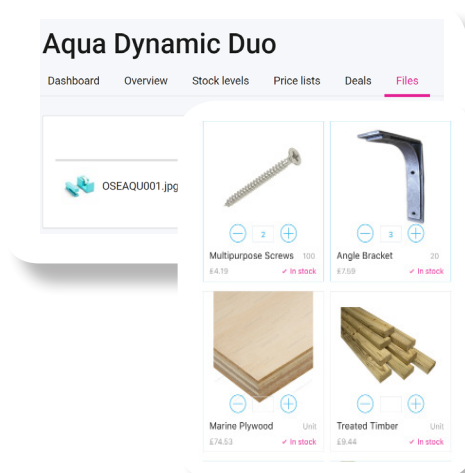 Aqua Dynamic Duo
Dashboard Overview Stock levels Price lists Deals Files
OSEAQU001.jpg
2
3
Multipurpose Screws 100
£4.19 ✓ In stock
Angle Bracket 20
£7.59 ✓ In stock
Marine Plywood Unit
£74.53 ✓ In stock
Treated Timber Unit
£9.44 ✓ In stock